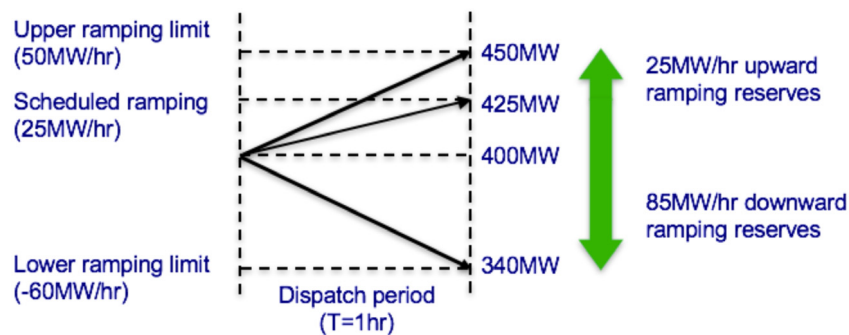 Upper ramping limit
(50MW/hr)
Scheduled ramping
(25MW/hr)
Lower ramping limit
(-60MW/hr)
450MW
425MW
400MW
340MW
Dispatch period
(T=1hr)
25MW/hr upward
ramping reserves
85MW/hr downward
ramping reserves